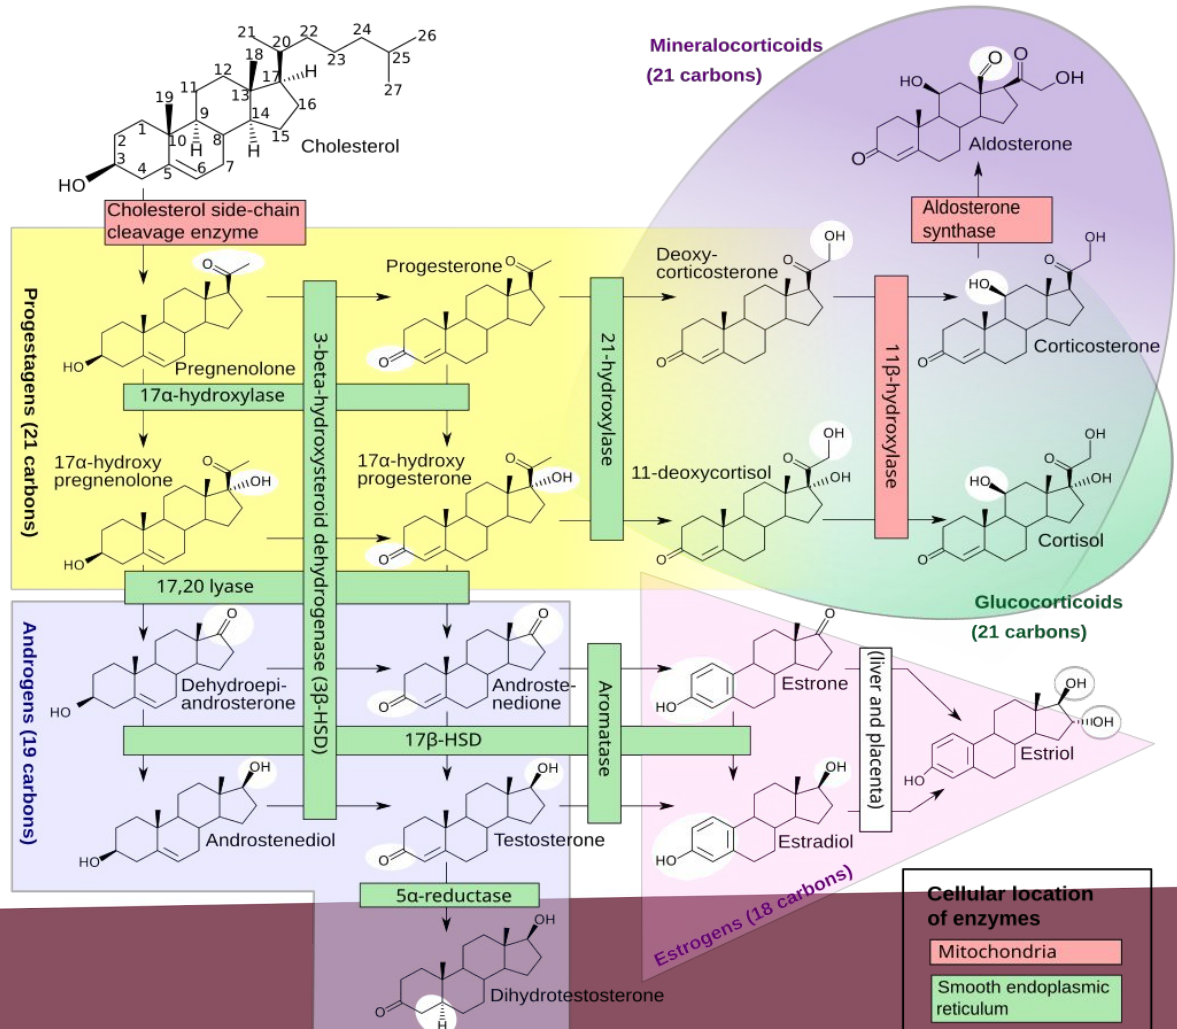 21
22
24
26
18
20
23
25
12
17
H
27
11
19
13
16
1
9
14
2
10
8
15
Cholesterol
H
H
3
4
5
6
7
HO
Mineralocorticoids
(21 carbons)
O
O
HO
OH
O
Aldosterone
Cholesterol side-chain
cleavage enzyme
Aldosterone
synthase
Progestagens (21 carbons)
O
HO
Pregnenolone
Progesterone
O
O
Deoxy-
corticosterone
OH
O
O
OH
O
HO
O
Corticosterone
3-beta-hydroxysteroid dehydrogenase (3β-HSD)
21-hydroxylase
11β-hydroxylase
17α-hydroxylase
17α-hydroxy
pregnenolone
O
OH
HO
17α-hydroxy
progesterone
O
OH
O
11-deoxycortisol
OH
O
OH
O
OH
O
HO
OH
O
Cortisol
17,20 lyase
Glucocorticoids
(21 carbons)
Androgens (19 carbons)
O
HO
Dehydroepi-
androsterone
O
O
Androste-
nedione
Aromatase
O
HO
Estrone
(liver and placenta)
OH
OH
HO
Estriol
17β-HSD
OH
HO
Androstenediol
OH
O
Testosterone
OH
HO
Estradiol
Estrogens (18 carbons)
5α-reductase
OH
O
H
Dihydrotestosterone
Cellular location
of enzymes
Mitochondria
Smooth endoplasmic
reticulum